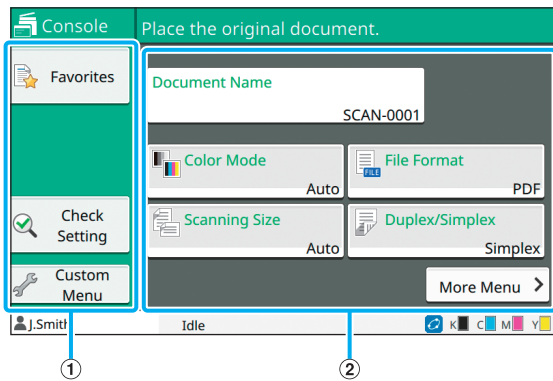 Console
Place the original document.
Favorites
Check
Setting
Custom
Menu
Document Name
SCAN-0001
Color Mode
Auto
File Format
FILE
PDF
Scanning Size
Auto
Duplex/Simplex
Simplex
More Menu
J.Smith
Idle
K C M Y
1
2